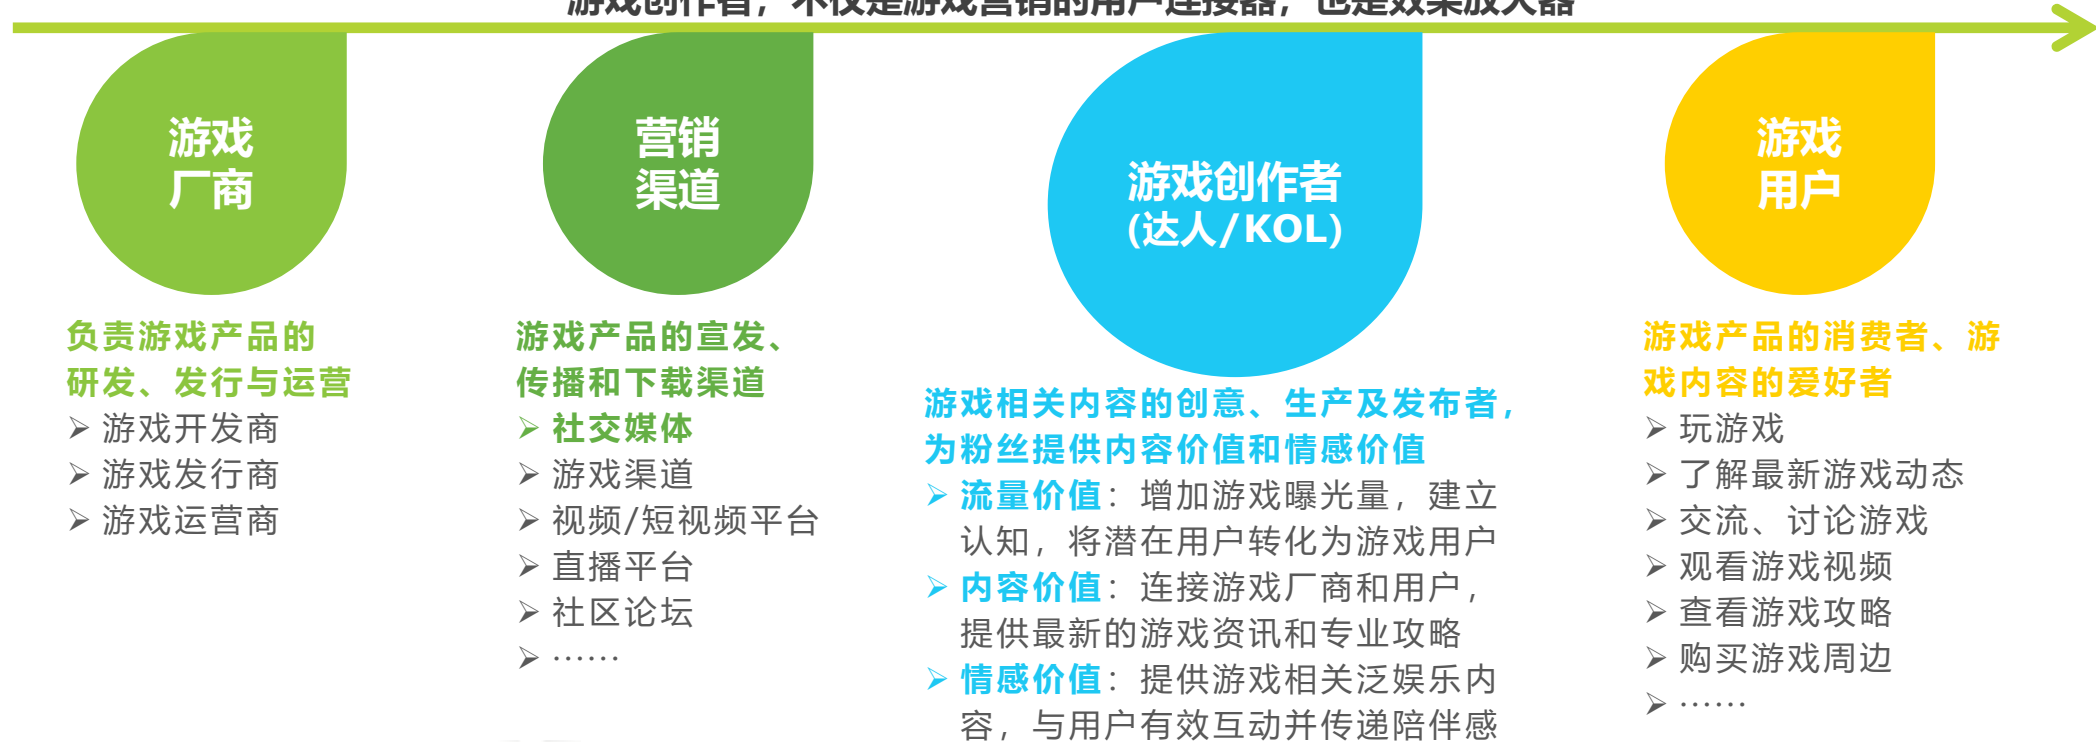 游戏创作者，不仅是游戏营销的用户连接器，也是效果放大器
游戏
厂商
负责游戏产品的
研发、发行与运营
➢ 游戏开发商
➢ 游戏发行商
➢ 游戏运营商
营销
渠道
游戏产品的宣发、
传播和下载渠道
➢ 社交媒体
➢ 游戏渠道
➢ 视频/短视频平台
➢ 直播平台
➢ 社区论坛
➢ ……
游戏创作者
(达人/KOL)
游戏相关内容的创意、生产及发布者，
为粉丝提供内容价值和情感价值
➢ 流量价值：增加游戏曝光量，建立
认知，将潜在用户转化为游戏用户
➢ 内容价值：连接游戏厂商和用户，
提供最新的游戏资讯和专业攻略
➢ 情感价值：提供游戏相关泛娱乐内
容，与用户有效互动并传递陪伴感
游戏
用户
游戏产品的消费者、游
戏内容的爱好者
➢ 玩游戏
➢ 了解最新游戏动态
➢ 交流、讨论游戏
➢ 观看游戏视频
➢ 查看游戏攻略
➢ 购买游戏周边
➢ ……